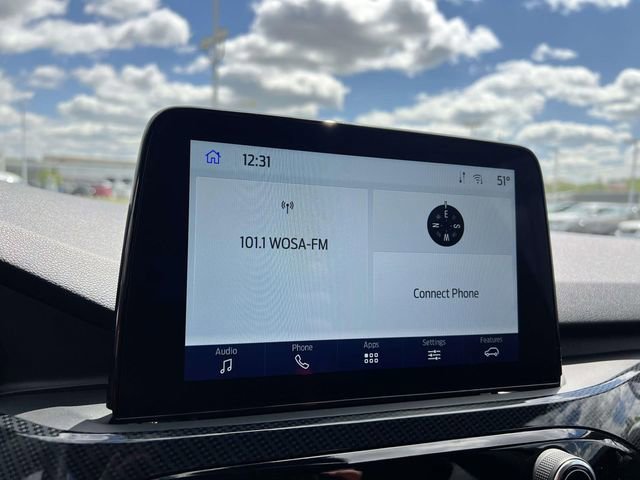 12:31
51°
101.1 WOSA-FM
E
N
S
W
Connect Phone
Audio
Phone
Apps
Settings
Features